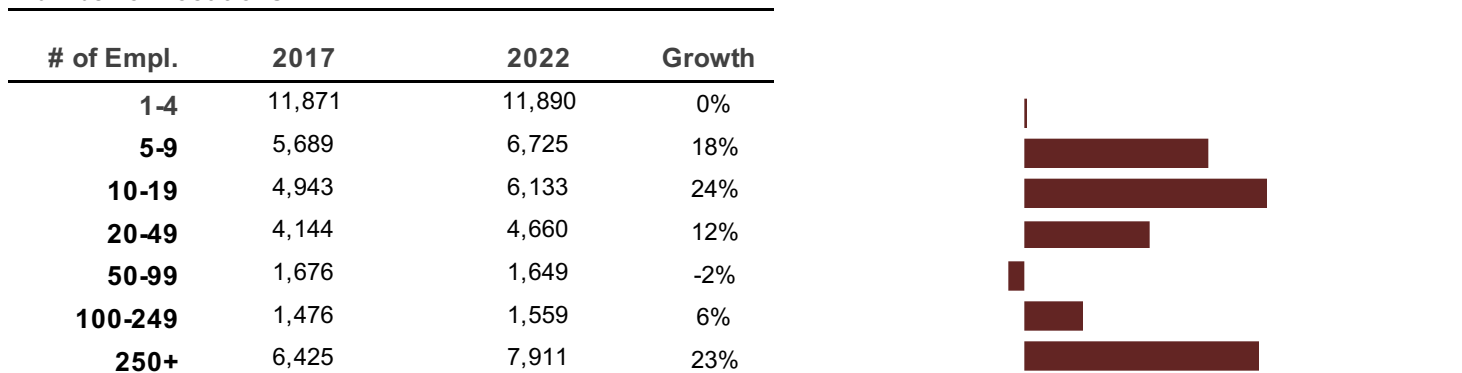 # of Empl. 2017 2022 Growth
1-4 11,871 11,890 0%
5-9 5,689 6,725 18%
10-19 4,943 6,133 24%
20-49 4,144 4,660 12%
50-99 1,676 1,649 -2%
100-249 1,476 1,559 6%
250+ 6,425 7,911 23%